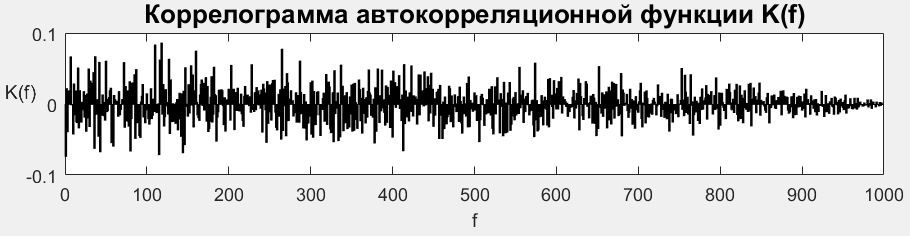 Коррелограмма автокорреляционной функции K(f)
0.1
K(f)
0
-0.1
0 100 200 300 400 500 600 700 800 900 1000
f